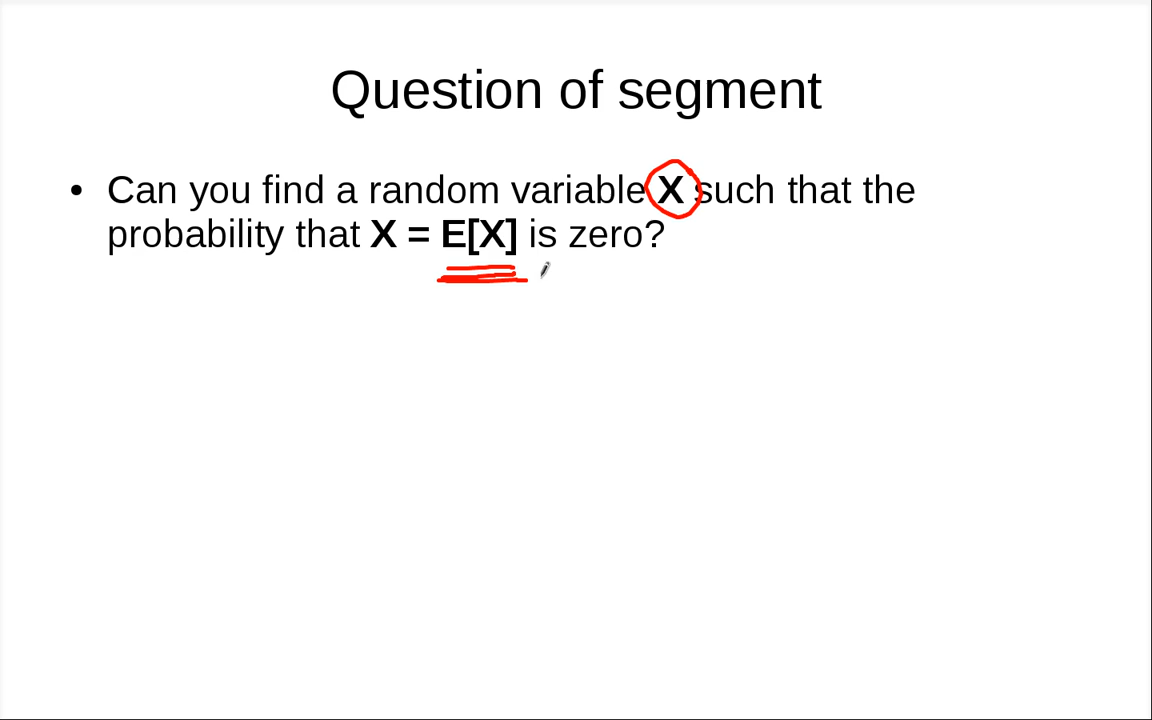 Question of segment
• Can you find a random variable X such that the
probability that X = E[X] is zero?